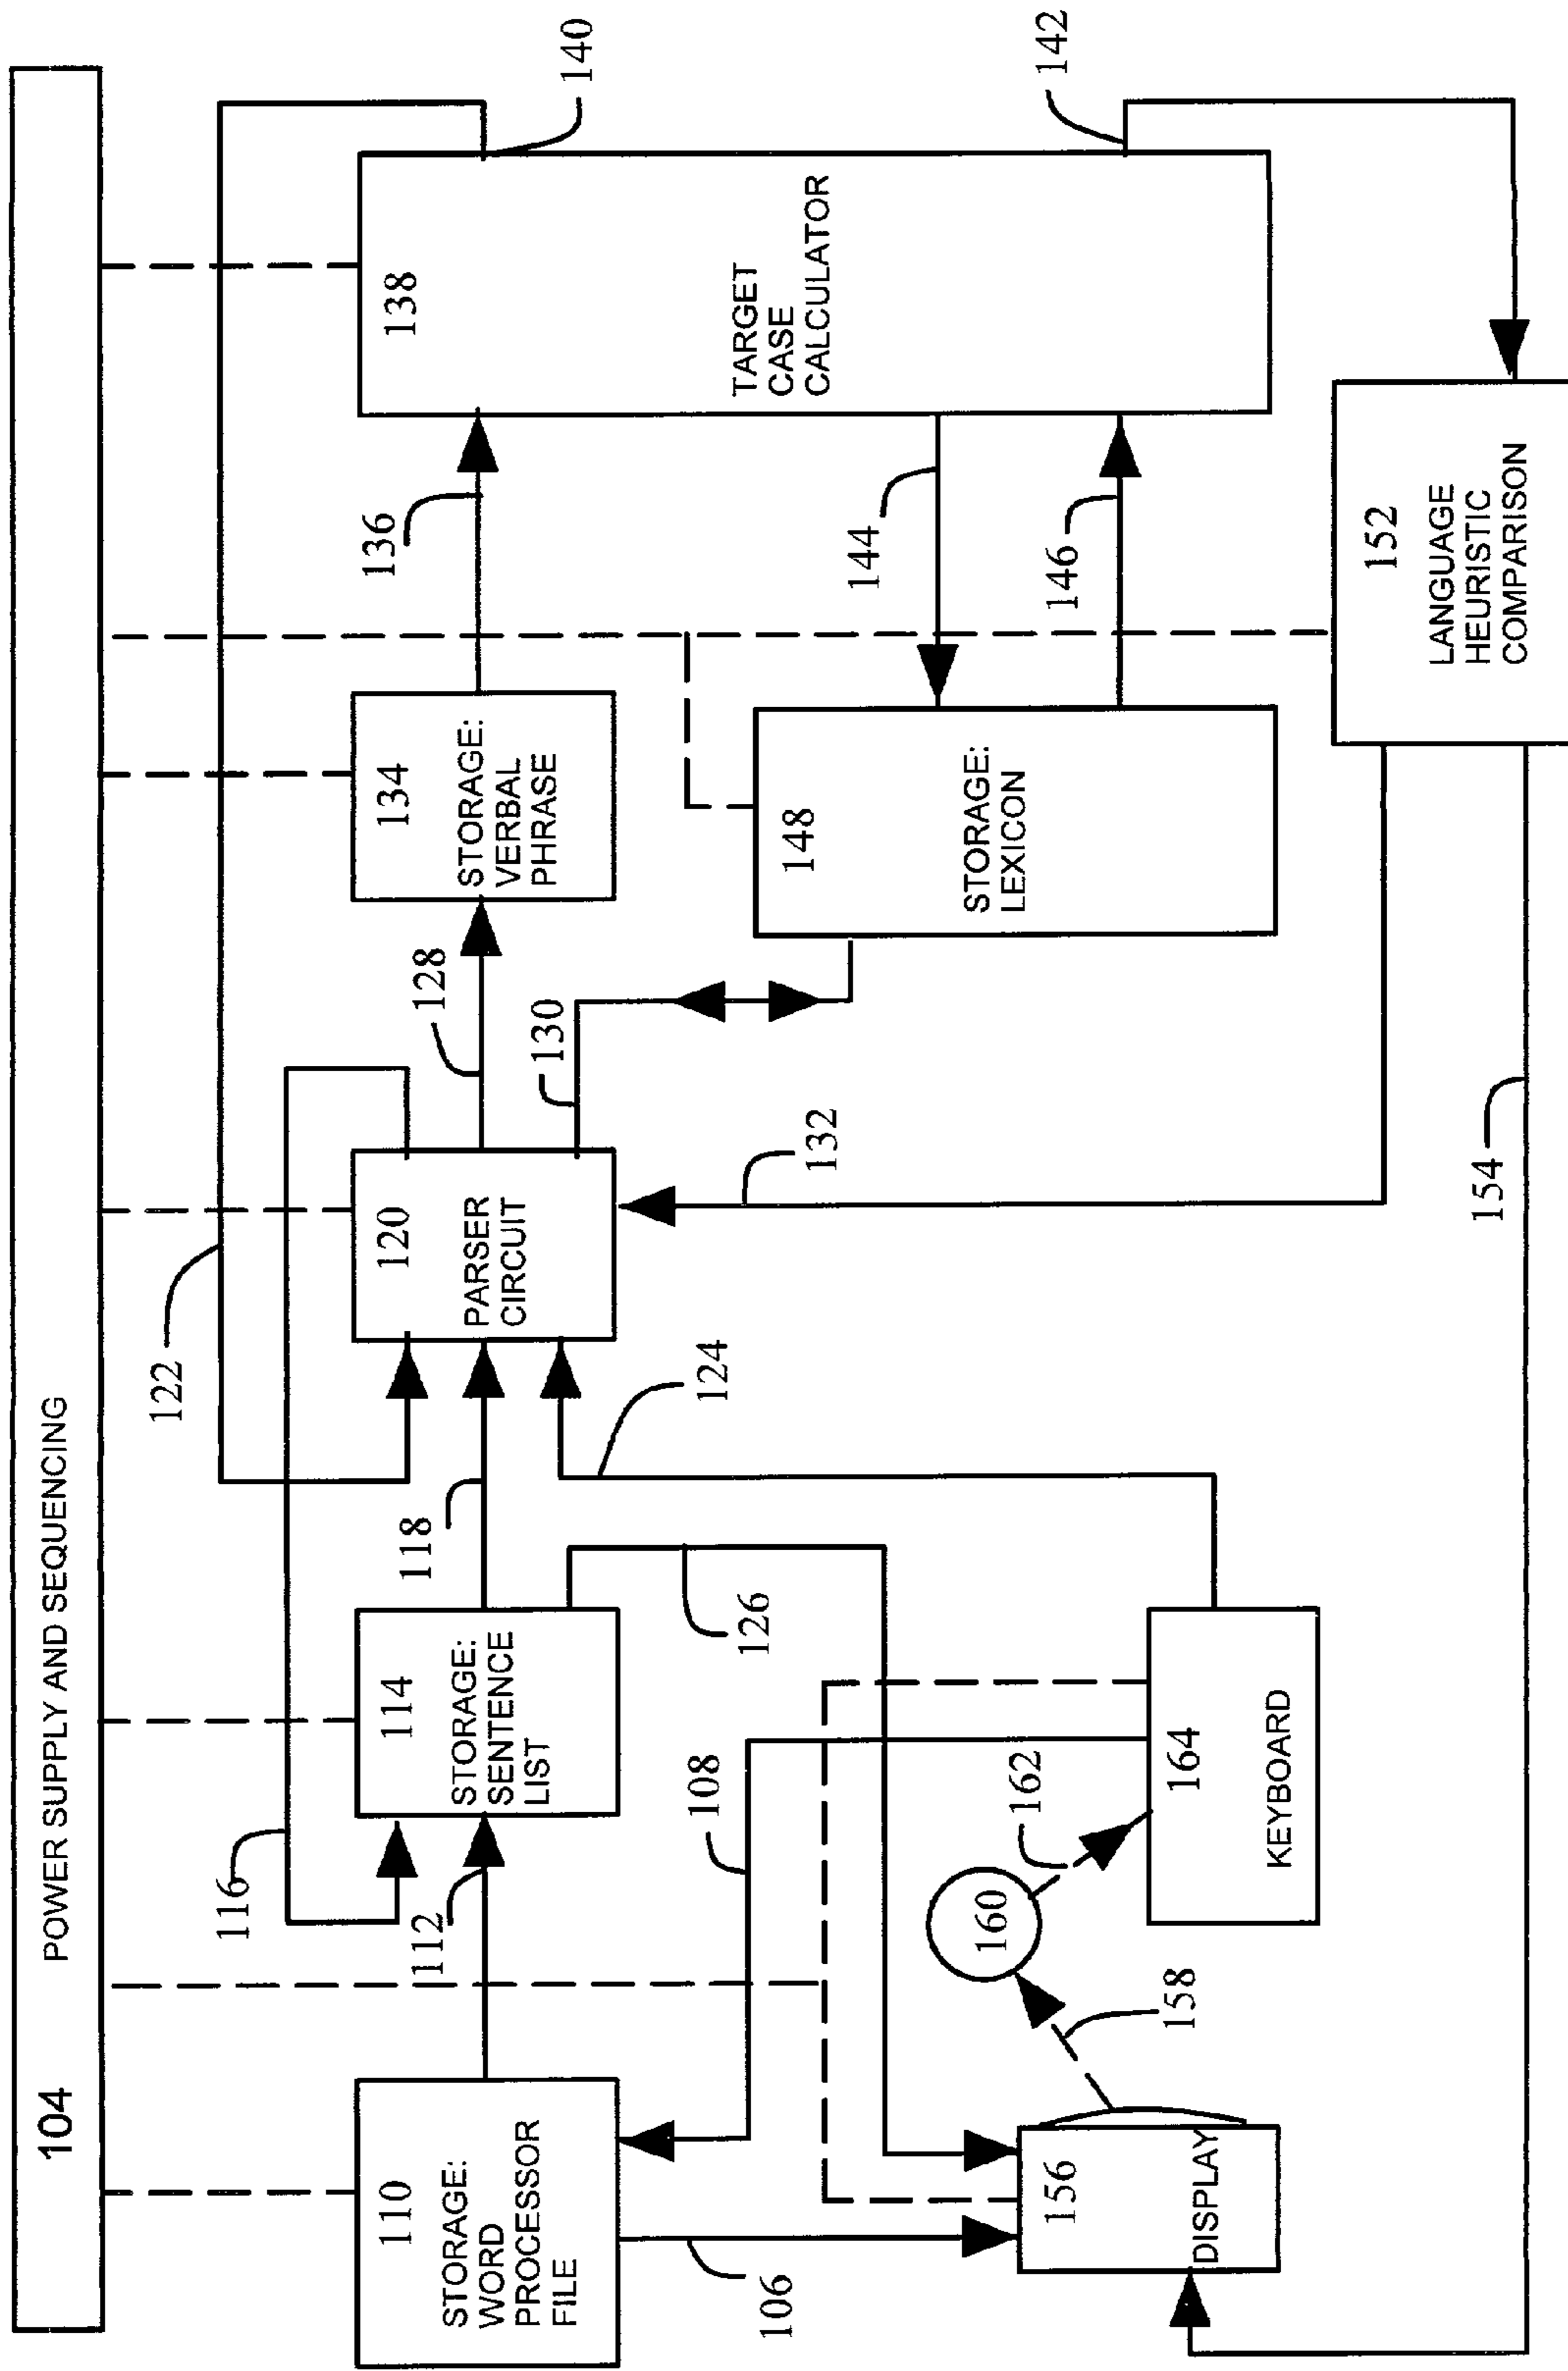 104 POWER SUPPLY AND SEQUENCING
110
STORAGE:
WORD
PROCESSOR
FILE
112
116
114
STORAGE:
SENTENCE
LIST
118
122
120
PARSER
CIRCUIT
128
130
134
STORAGE:
VERBAL
PHRASE
136
138
TARGET
CASE
CALCULATOR
140
142
106
108
126
124
132
148
STORAGE:
LEXICON
144
146
156
DISPLAY
158
160
162
164
KEYBOARD
154
152
LANGUAGE
HEURISTIC
COMPARISON